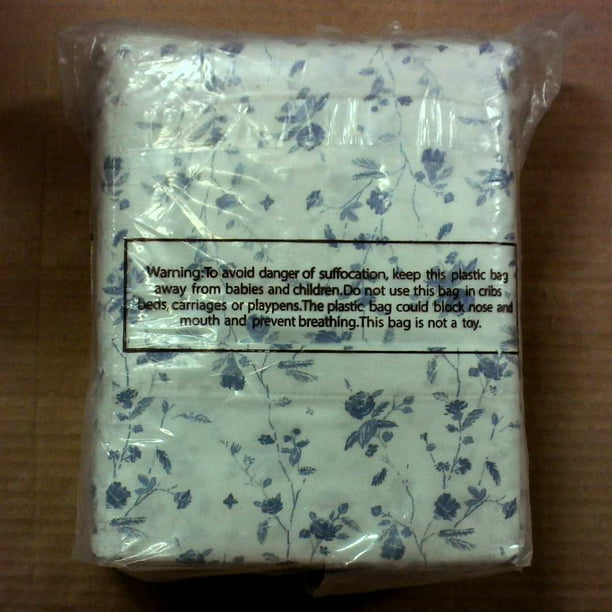 Warning:To avoid danger of suffocation, keep this plastic bag
away from babies and children.Do not use this bag in cribs
beds, carriages or playpens.The plastic bag could block nose and
mouth and prevent breathing.This bag is not a toy.